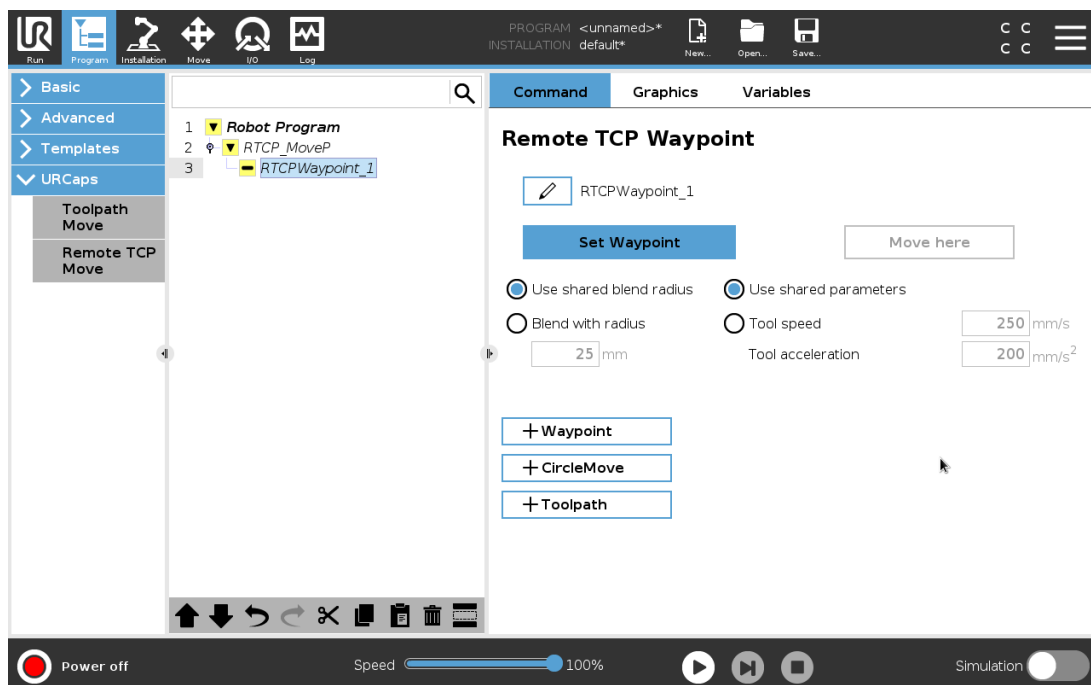 UR
Run
Program
Installation
Move
I/O
Log
PROGRAM <unnamed>*
INSTALLATION default*
New...
Open...
Save...
C C
C C
Basic
Advanced
Templates
URCaps
Toolpath
Move
Remote TCP
Move
1 Robot Program
2 RTCP_MoveP
3 RTCPWaypoint_1
Command Graphics Variables
Remote TCP Waypoint
RTCPWaypoint_1
Set Waypoint Move here
Use shared blend radius Use shared parameters
Blend with radius Tool speed 250 mm/s
25 mm Tool acceleration 200 mm/s²
+ Waypoint
+ CircleMove
+ Toolpath
Power off Speed 100% Simulation